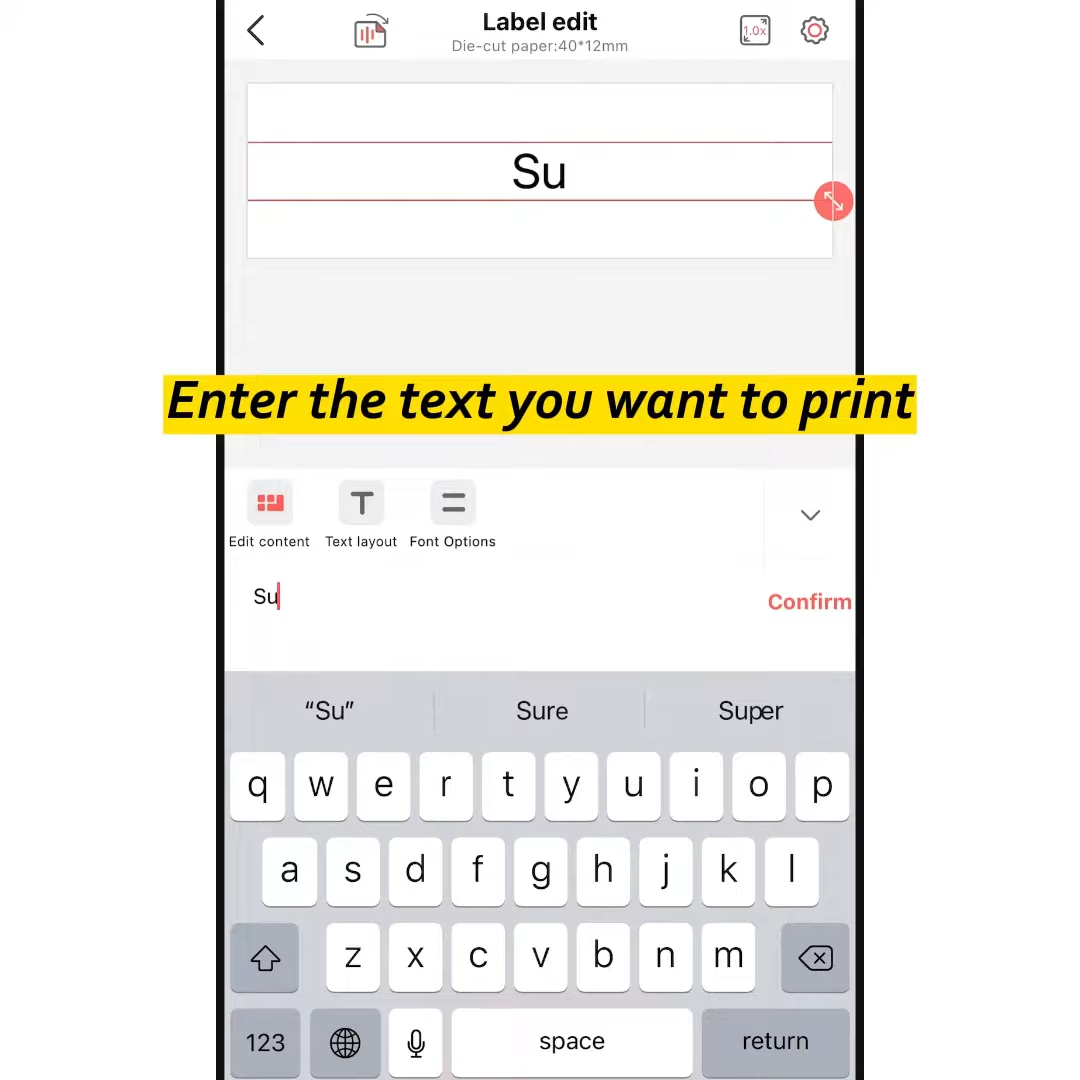 Label edit
1.0x
Die-cut paper:40*12mm
Su
Enter the text you want to print
Edit content Text layout Font Options
Su
Confirm
“Su” Sure Super
q w e r t y u i o p
a s d f g h j k l
z x c v b n m
123 space return